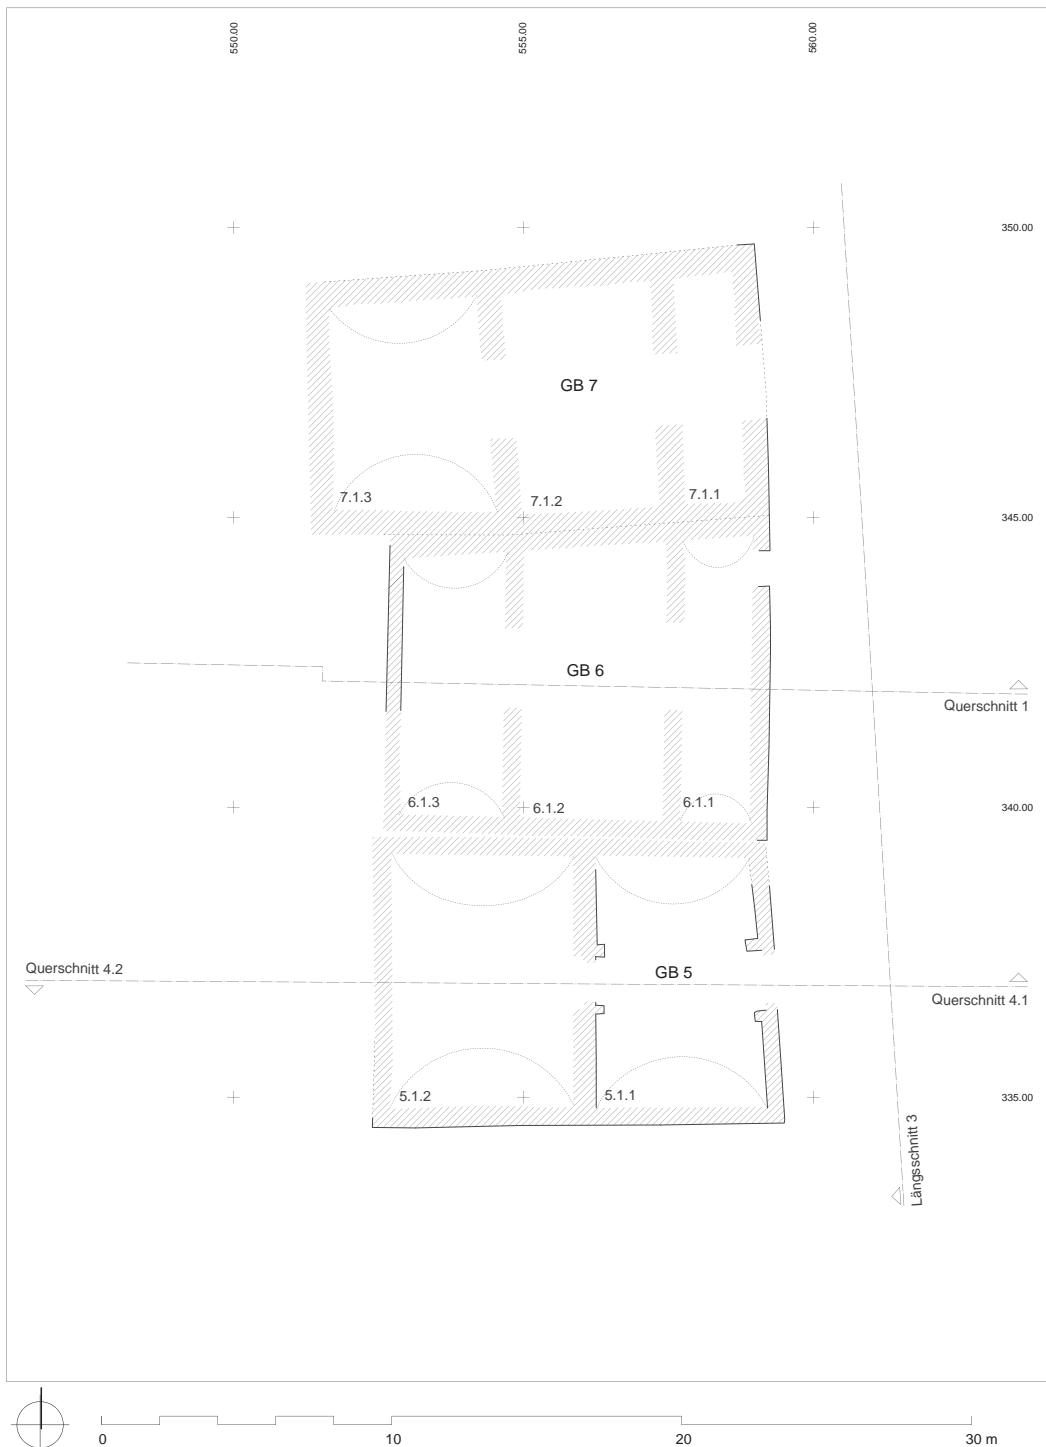 550.00
555.00
560.00
350.00
GB 7
7.1.3
7.1.2
7.1.1
345.00
GB 6
Querschnitt 1
6.1.3
6.1.2
6.1.1
340.00
Querschnitt 4.2
GB 5
Querschnitt 4.1
5.1.2
5.1.1
335.00
Längsschnitt 3
0
10
20
30 m